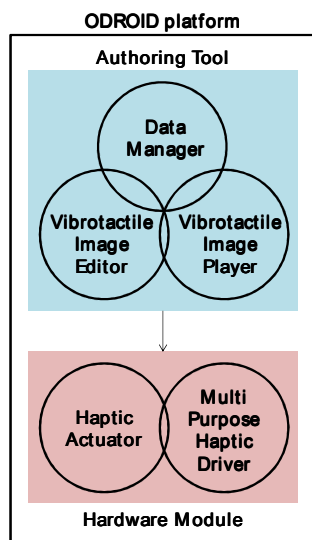 ODROID platform
Authoring Tool
Data
Manager
Vibrotactile
Image
Editor
Vibrotactile
Image
Player
Haptic
Actuator
Multi
Purpose
Haptic
Driver
Hardware Module